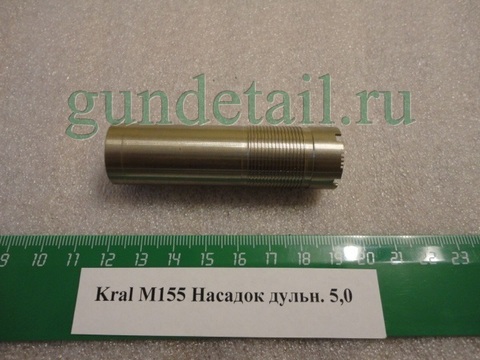 gundetail.ru
9 10 11 12 13 14 15 16 17 18 19 20 21 22 23
Kral M155 Насадок дульн. 5,0